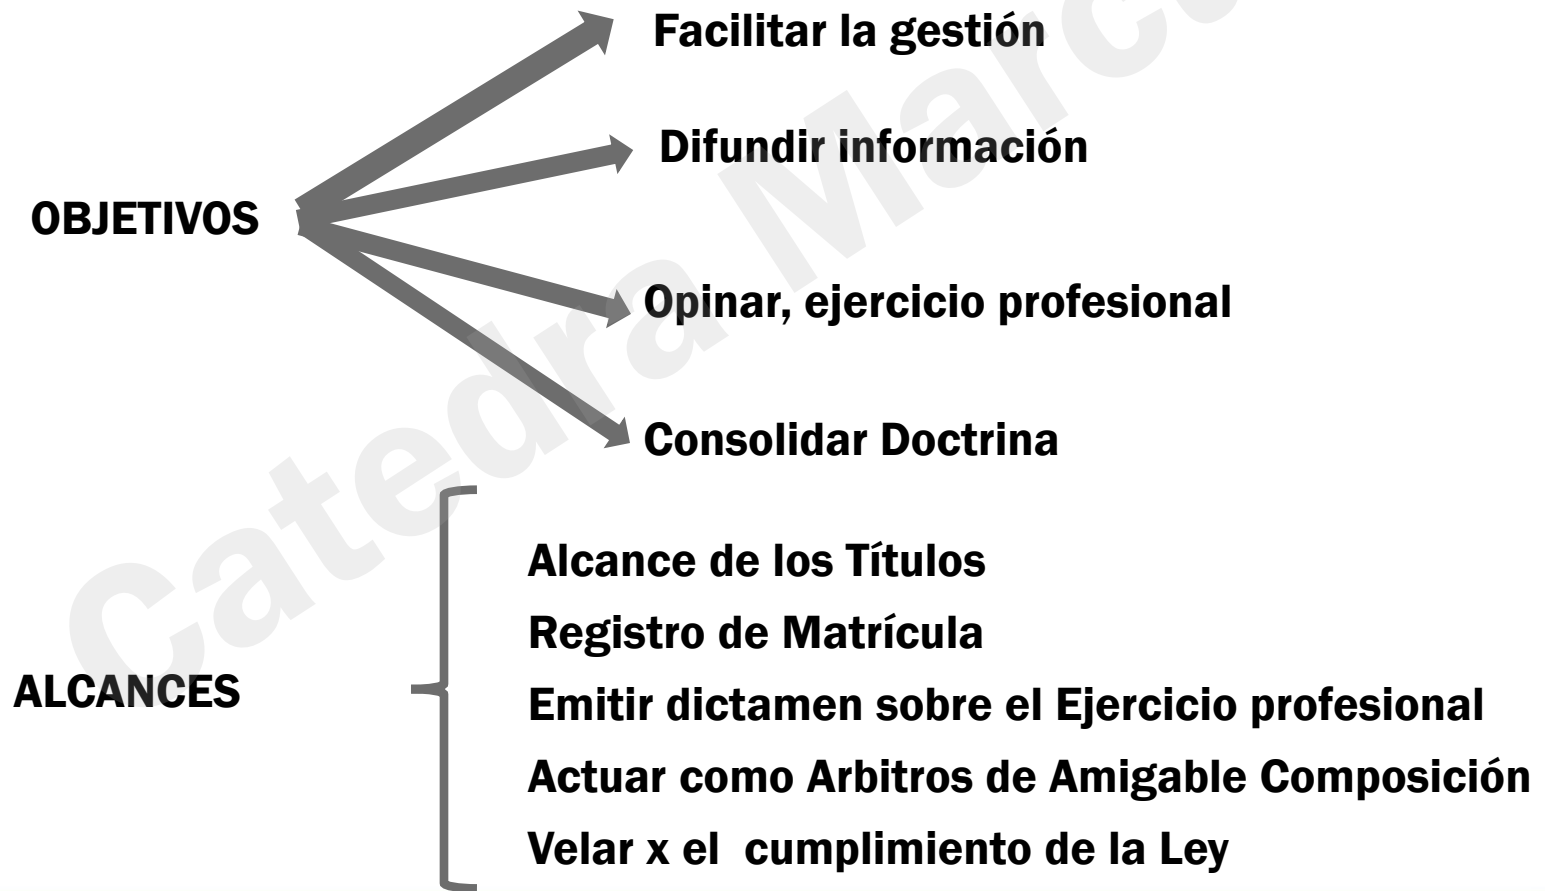 Facilitar la gestión
Difundir información
OBJETIVOS
Opinar, ejercicio profesional
Consolidar Doctrina
Alcance de los Títulos
Registro de Matrícula
ALCANCES
Emitir dictamen sobre el Ejercicio profesional
Actuar como Arbitros de Amigable Composición
Velar x el  cumplimiento de la Ley
Catedra